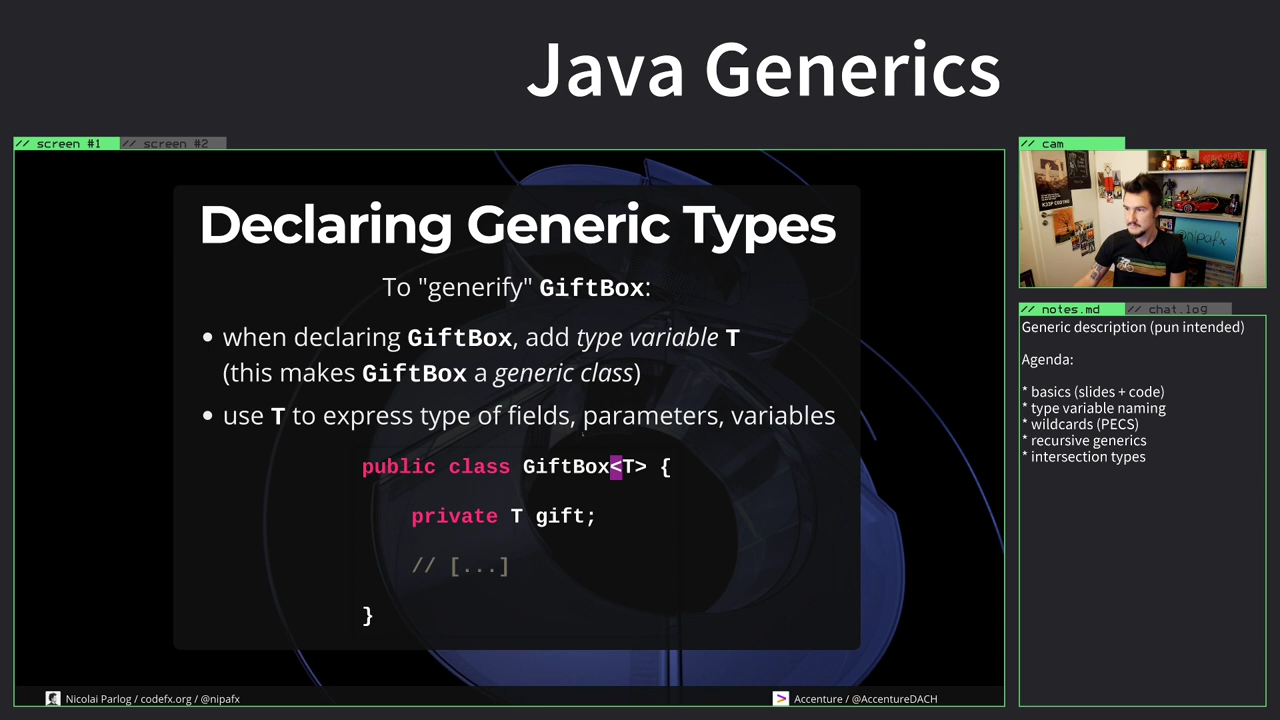 Java Generics
// screen #1
// screen #2
Declaring Generic Types
To "generify" GiftBox:
• when declaring GiftBox, add type variable T
(this makes GiftBox a generic class)
• use T to express type of fields, parameters, variables
public class GiftBox<T> {
private T gift;
// [...]
}
Nicolai Parlog / codefx.org / @nipafx
> Accenture / @AccentureDACH
// cam
@nipafx
// notes.md
// chat.log
Generic description (pun intended)
Agenda:
* basics (slides + code)
* type variable naming
* wildcards (PECS)
* recursive generics
* intersection types